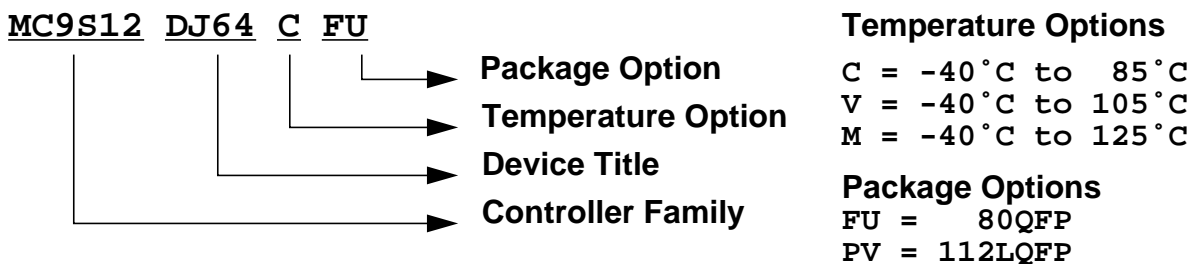 MC9S12 DJ64 C FU
Package Option
Temperature Option
Device Title
Controller Family
Temperature Options
C = -40˚C to  85˚C
V = -40˚C to 105˚C
M = -40˚C to 125˚C
Package Options
FU =  80QFP
PV = 112LQFP